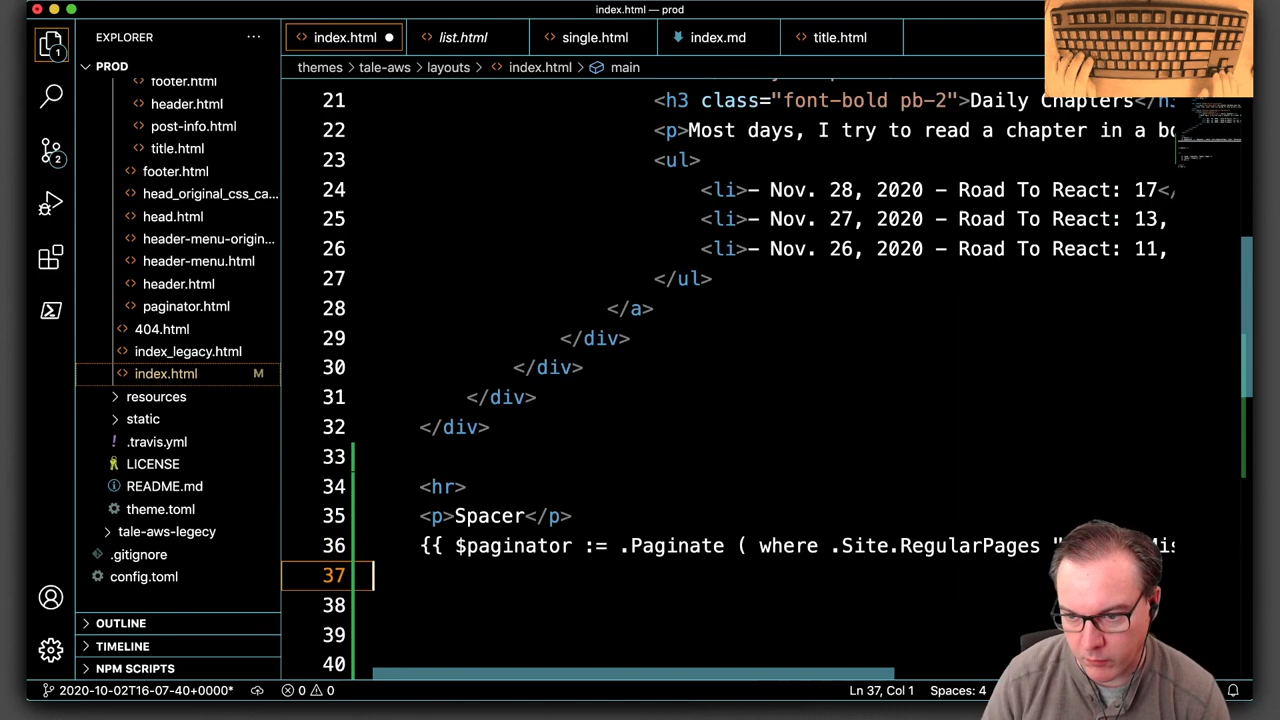 index.html — prod
EXPLORER ···
index.html
list.html
single.html
index.md
title.html
PROD
themes > tale-aws > layouts > index.html > main
footer.html
header.html
post-info.html
title.html
footer.html
head_original_css_ca...
head.html
header-menu-origin...
header-menu.html
header.html
paginator.html
404.html
index_legacy.html
index.html M
resources
static
.travis.yml
LICENSE
README.md
theme.toml
tale-aws-legacy
.gitignore
config.toml
OUTLINE
TIMELINE
NPM SCRIPTS
1
2
21 <h3 class="font-bold pb-2">Daily Chapters</h
22 <p>Most days, I try to read a chapter in a bo
23 <ul>
24 <li>– Nov. 28, 2020 – Road To React: 17</
25 <li>– Nov. 27, 2020 – Road To React: 13,
26 <li>– Nov. 26, 2020 – Road To React: 11,
27 </ul>
28 </a>
29 </div>
30 </div>
31 </div>
32 </div>
33
34 <hr>
35 <p>Spacer</p>
36 {{ $paginator := .Paginate ( where .Site.RegularPages "
37
38
39
40
2020-10-02T16-07-40+0000* 0 0 Ln 37, Col 1 Spaces: 4